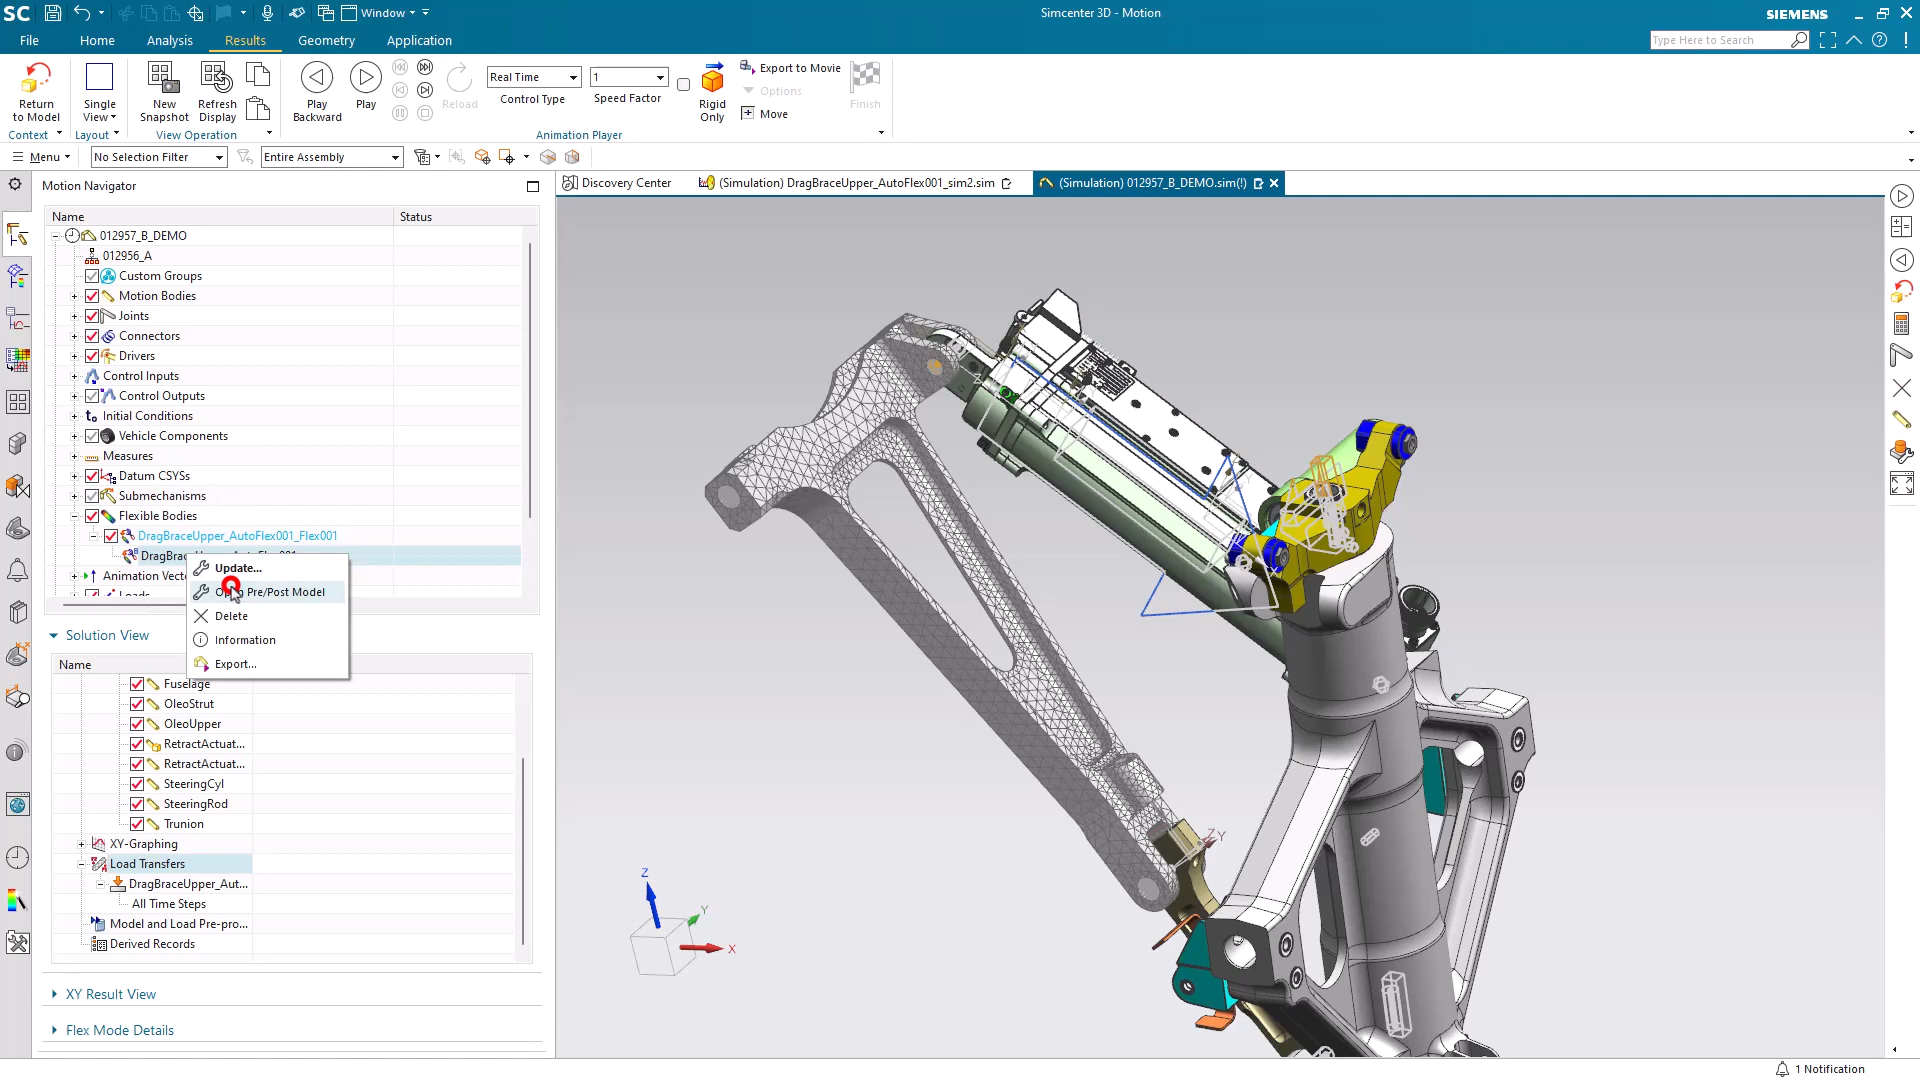 SC
Window
Simcenter 3D - Motion
SIEMENS
File
Home
Analysis
Results
Geometry
Application
Type Here to Search
Return to Model
Single View
New Snapshot
Refresh Display
Play Backward
Play
Reload
Real Time
Control Type
1
Speed Factor
Rigid Only
Export to Movie
Options
Move
Finish
Context
Layout
View Operation
Animation Player
Menu
No Selection Filter
Entire Assembly
Motion Navigator
Discovery Center
(Simulation) DragBraceUpper_AutoFlex001_sim2.sim
(Simulation) 012957_B_DEMO.sim(!)
Name
Status
012957_B_DEMO
012956_A
Custom Groups
Motion Bodies
Joints
Connectors
Drivers
Control Inputs
Control Outputs
Initial Conditions
Vehicle Components
Measures
Datum CSYSs
Submechanisms
Flexible Bodies
DragBraceUpper_AutoFlex001_Flex001
Update...
Open Pre/Post Model
Delete
Information
Export...
Solution View
Name
Fuselage
OleoStrut
OleoUpper
RetractActuat...
RetractActuat...
SteeringCyl
SteeringRod
Trunion
XY-Graphing
Load Transfers
DragBraceUpper_Aut...
All Time Steps
Model and Load Pre-pro...
Derived Records
XY Result View
Flex Mode Details
Z
Y
X
1 Notification